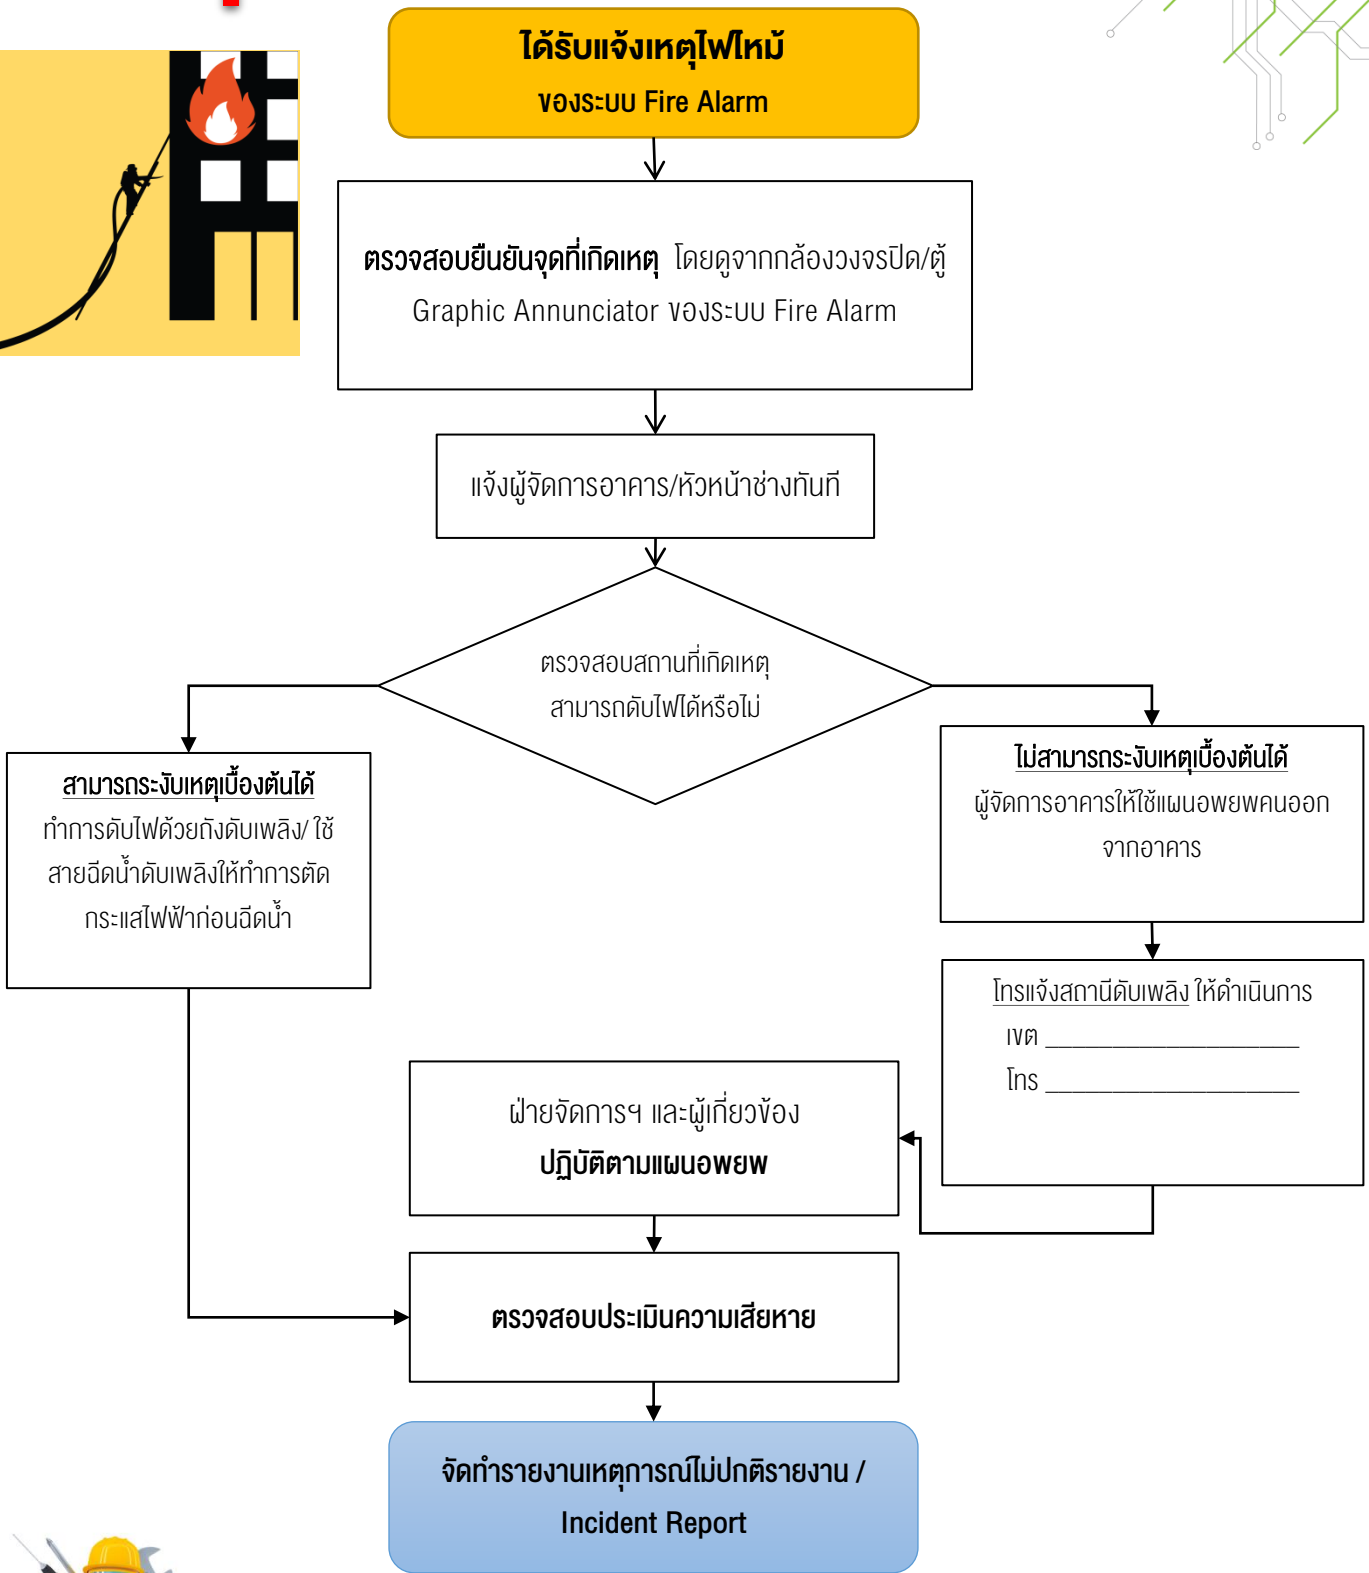 ได้รับแจ้งเหตุไฟไหม้
ของระบบ Fire Alarm
ตรวจสอบยืนยันจุดที่เกิดเหตุ โดยดูจากกล้องวงจรปิด/ตู้
Graphic Annunciator ของระบบ Fire Alarm
แจ้งผู้จัดการอาคาร/หัวหน้าช่างทันที
ตรวจสอบสถานที่เกิดเหตุ
สามารถดับไฟได้หรือไม่
สามารถระงับเหตุเบื้องต้นได้
ทำการดับไฟด้วยถังดับเพลิง/ ใช้
สายฉีดน้ำดับเพลิงให้ทำการตัด
กระแสไฟฟ้าก่อนฉีดน้ำ
ไม่สามารถระงับเหตุเบื้องต้นได้
ผู้จัดการอาคารให้ใช้แผนอพยพคนออก
จากอาคาร
โทรแจ้งสถานีดับเพลิง ให้ดำเนินการ
เขต ___________________
โทร ___________________
ฝ่ายจัดการฯ และผู้เกี่ยวข้อง
ปฏิบัติตามแผนอพยพ
ตรวจสอบประเมินความเสียหาย
จัดทำรายงานเหตุการณ์ไม่ปกติรายงาน /
Incident Report